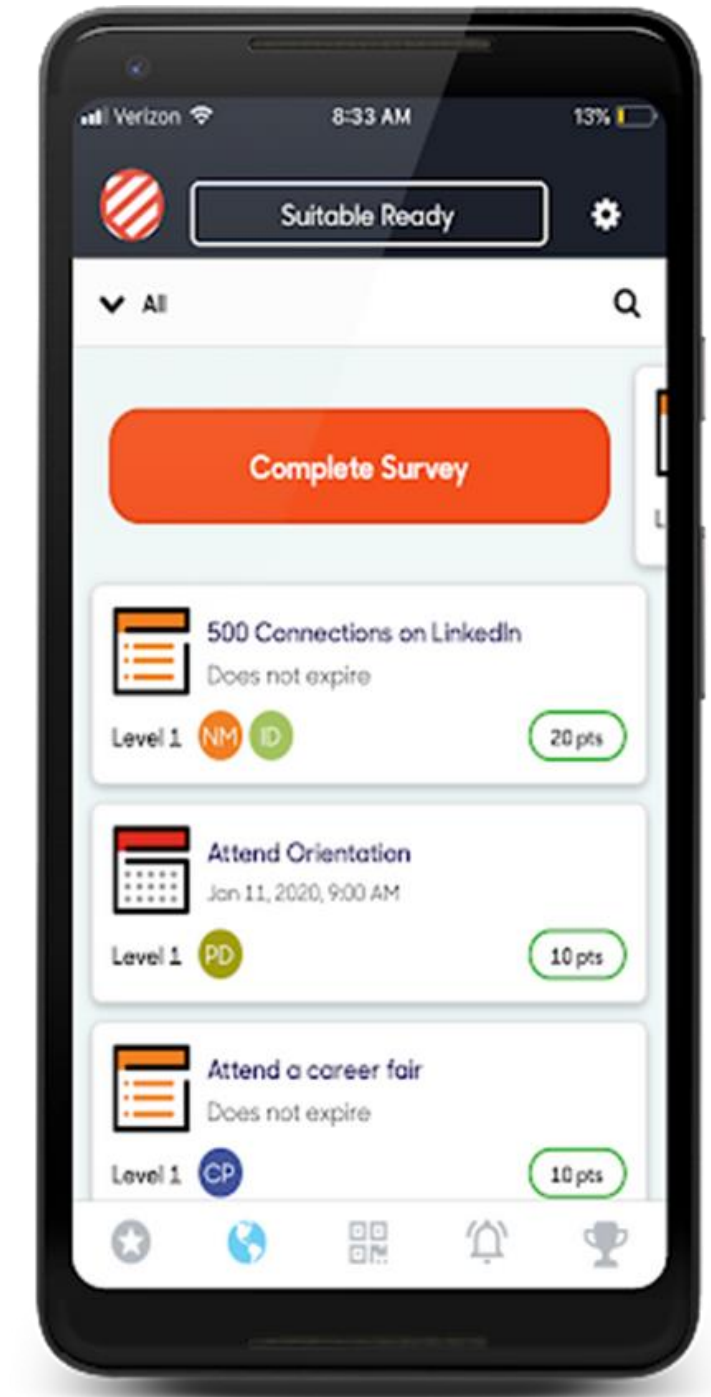 Verizon 8:33 AM 13%
Suitable Ready
All
Complete Survey
L
500 Connections on LinkedIn
Does not expire
Level 1 NM ID 20 pts
Attend Orientation
Jan 11, 2020, 9:00 AM
Level 1 PD 10 pts
Attend a career fair
Does not expire
Level 1 CP 10 pts